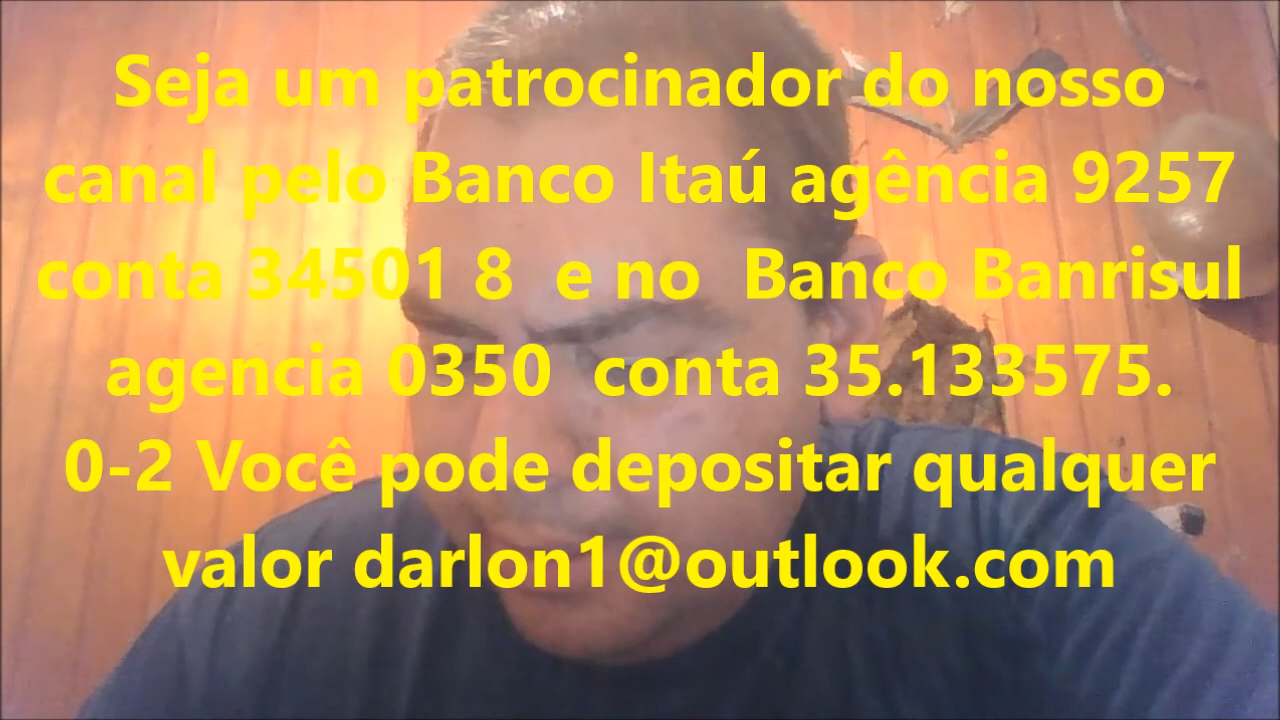 Seja um patrocinador do nosso
canal pelo Banco Itaú agência 9257
conta 34501 8  e no  Banco Banrisul
agencia 0350  conta 35.133575.
0-2 Você pode depositar qualquer
valor darlon1@outlook.com